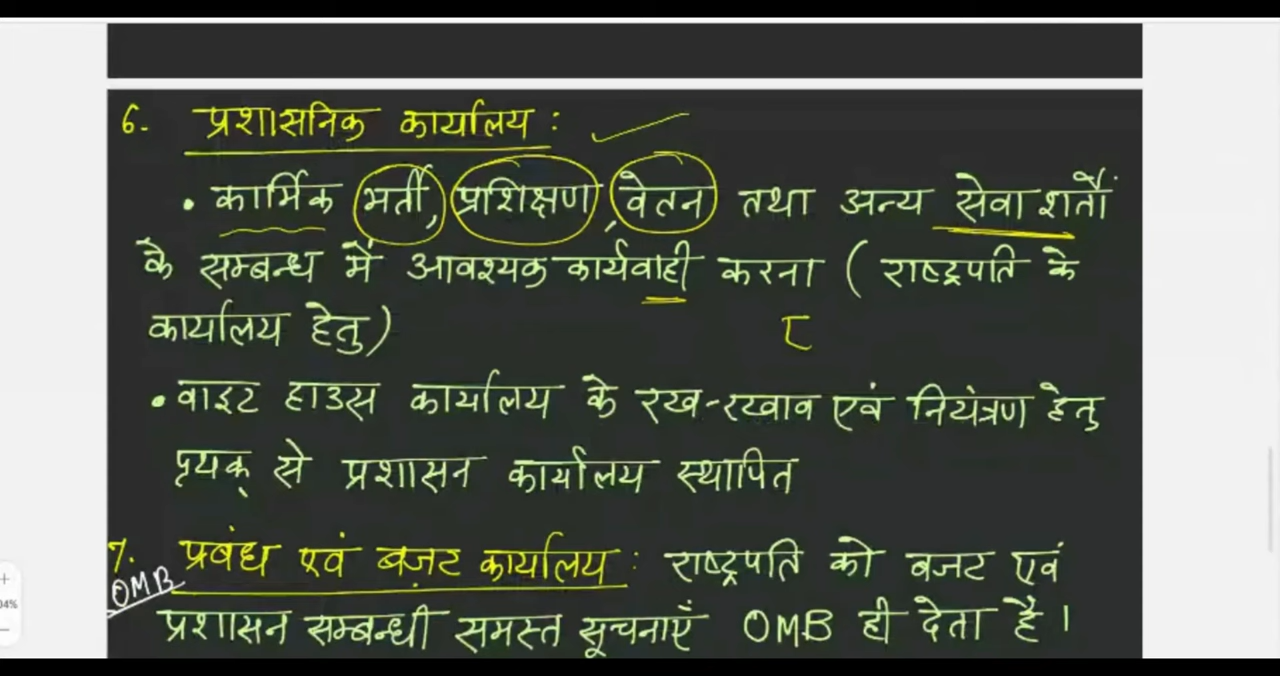 6. प्रशासनिक कार्यालय :
• कार्मिक भर्ती, प्रशिक्षण, वेतन तथा अन्य सेवा शर्तों
के सम्बन्ध में आवश्यक कार्यवाही करना ( राष्ट्रपति के
कार्यालय हेतु )
• वाइट हाउस कार्यालय के रख-रखाव एवं नियंत्रण हेतु
पृथक् से प्रशासन कार्यालय स्थापित
7. प्रबंध एवं बजट कार्यालय : राष्ट्रपति को बजट एवं
OMB
प्रशासन सम्बन्धी समस्त सूचनाएँ OMB ही देता है।